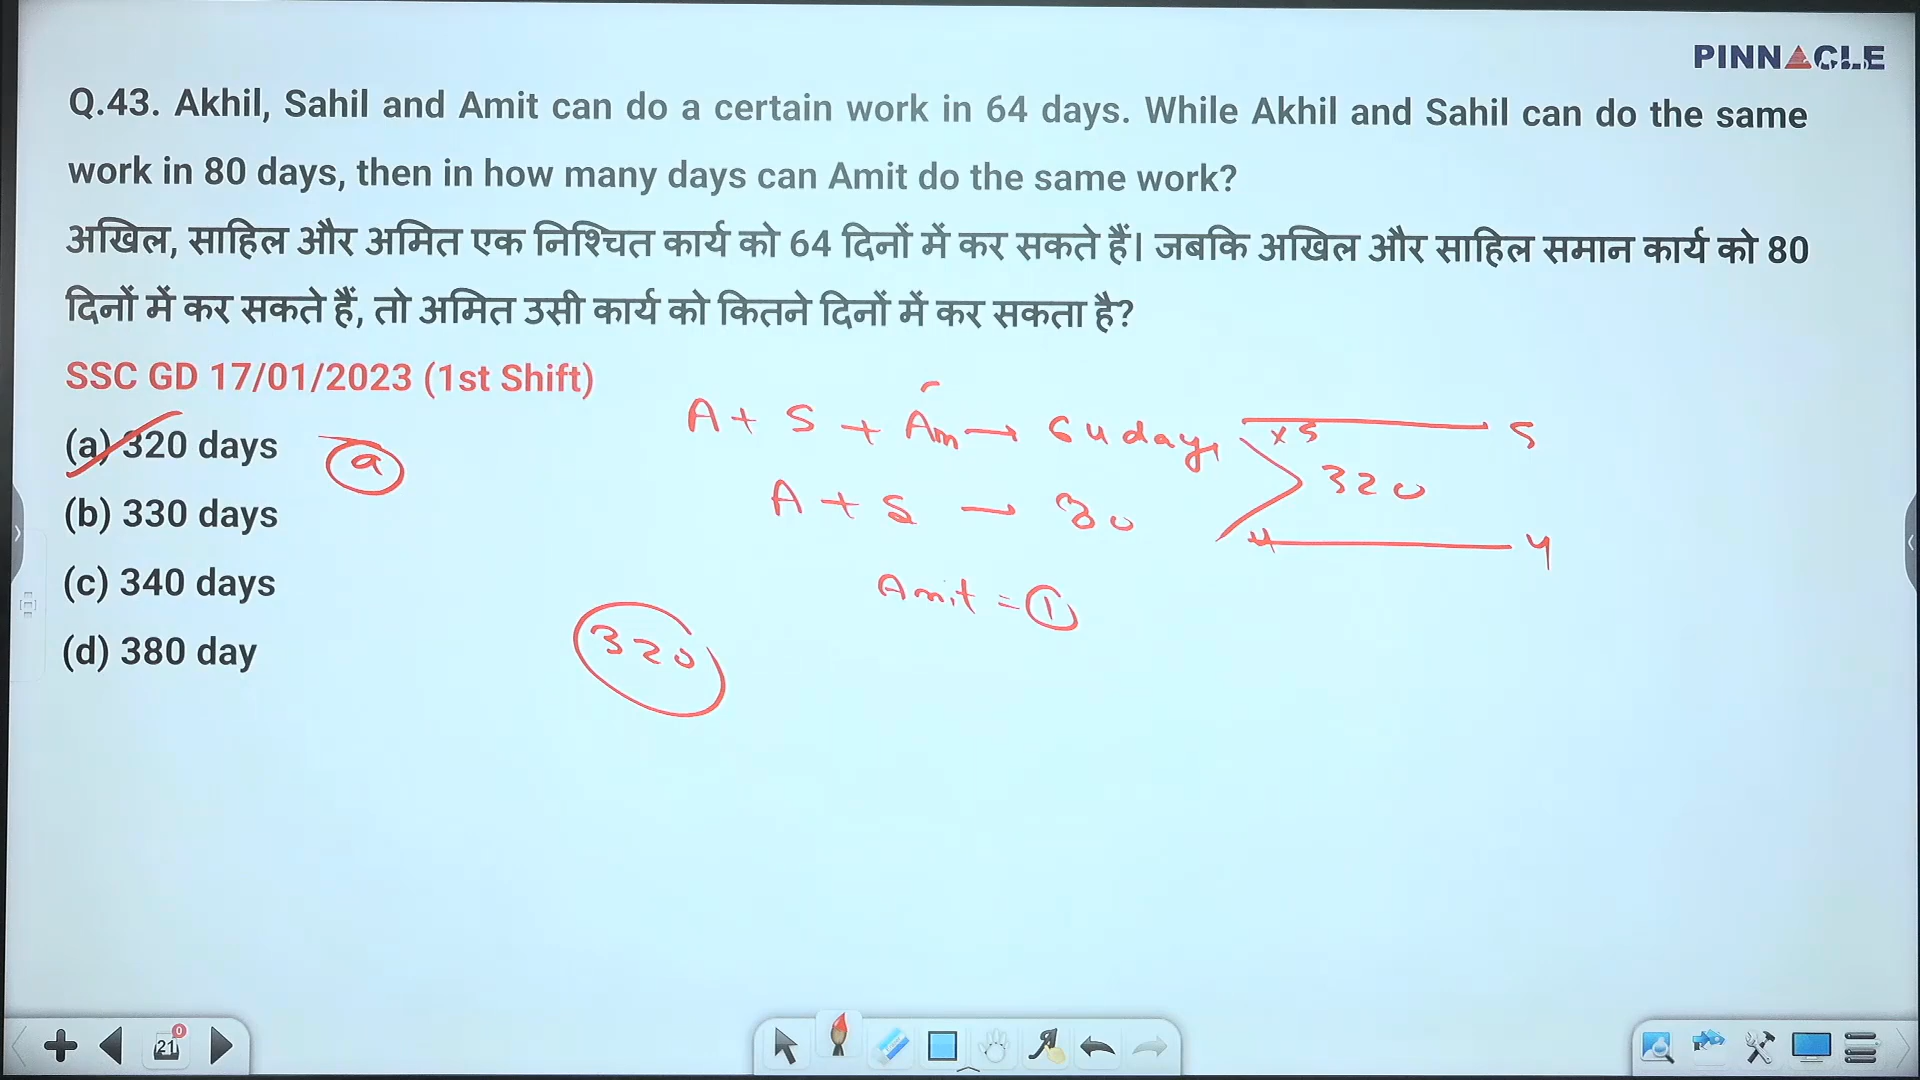 PINNACLE
Q.43. Akhil, Sahil and Amit can do a certain work in 64 days. While Akhil and Sahil can do the same
work in 80 days, then in how many days can Amit do the same work?
अखिल, साहिल और अमित एक निश्चित कार्य को 64 दिनों में कर सकते हैं। जबकि अखिल और साहिल समान कार्य को 80
दिनों में कर सकते हैं, तो अमित उसी कार्य को कितने दिनों में कर सकता है?
SSC GD 17/01/2023 (1st Shift)
(a) 320 days
a
(b) 330 days
(c) 340 days
(d) 380 day
A + S + Am → 64 days
×5
5
320
A + S → 80
4
4
Amit = 1
320
21
0